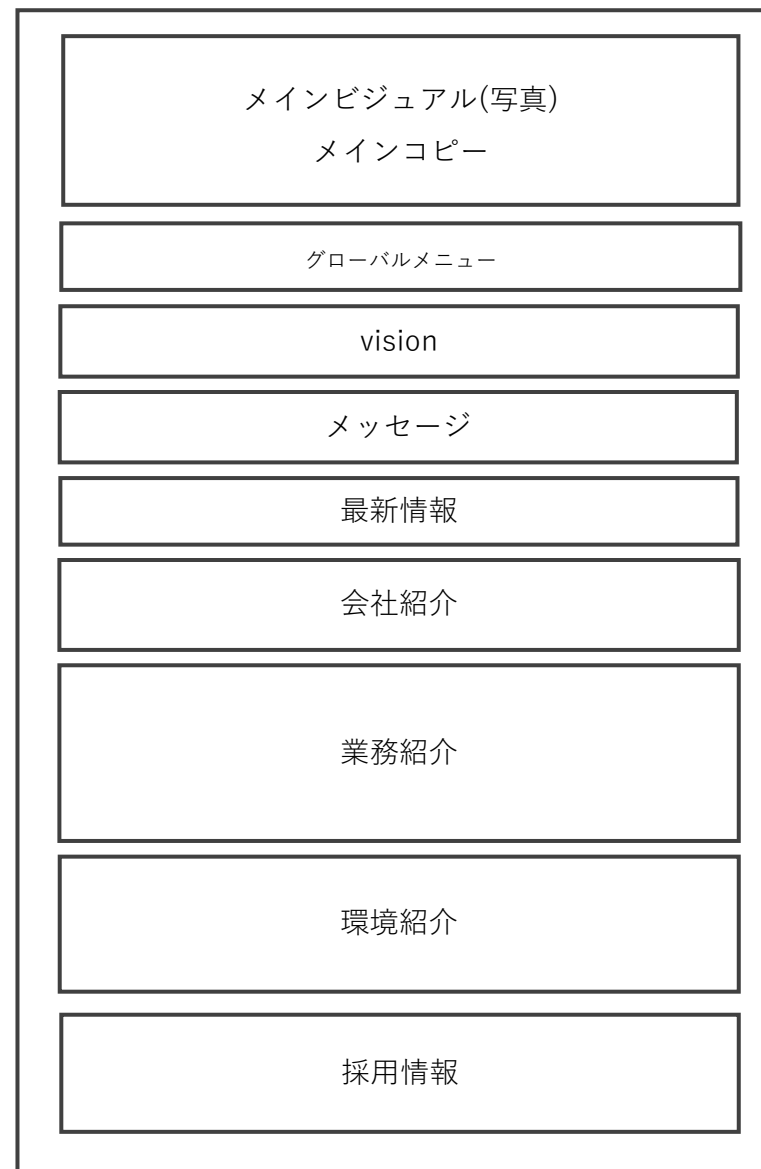 メインビジュアル(写真)
メインコピー
グローバルメニュー
vision
メッセージ
最新情報
会社紹介
業務紹介
環境紹介
採用情報